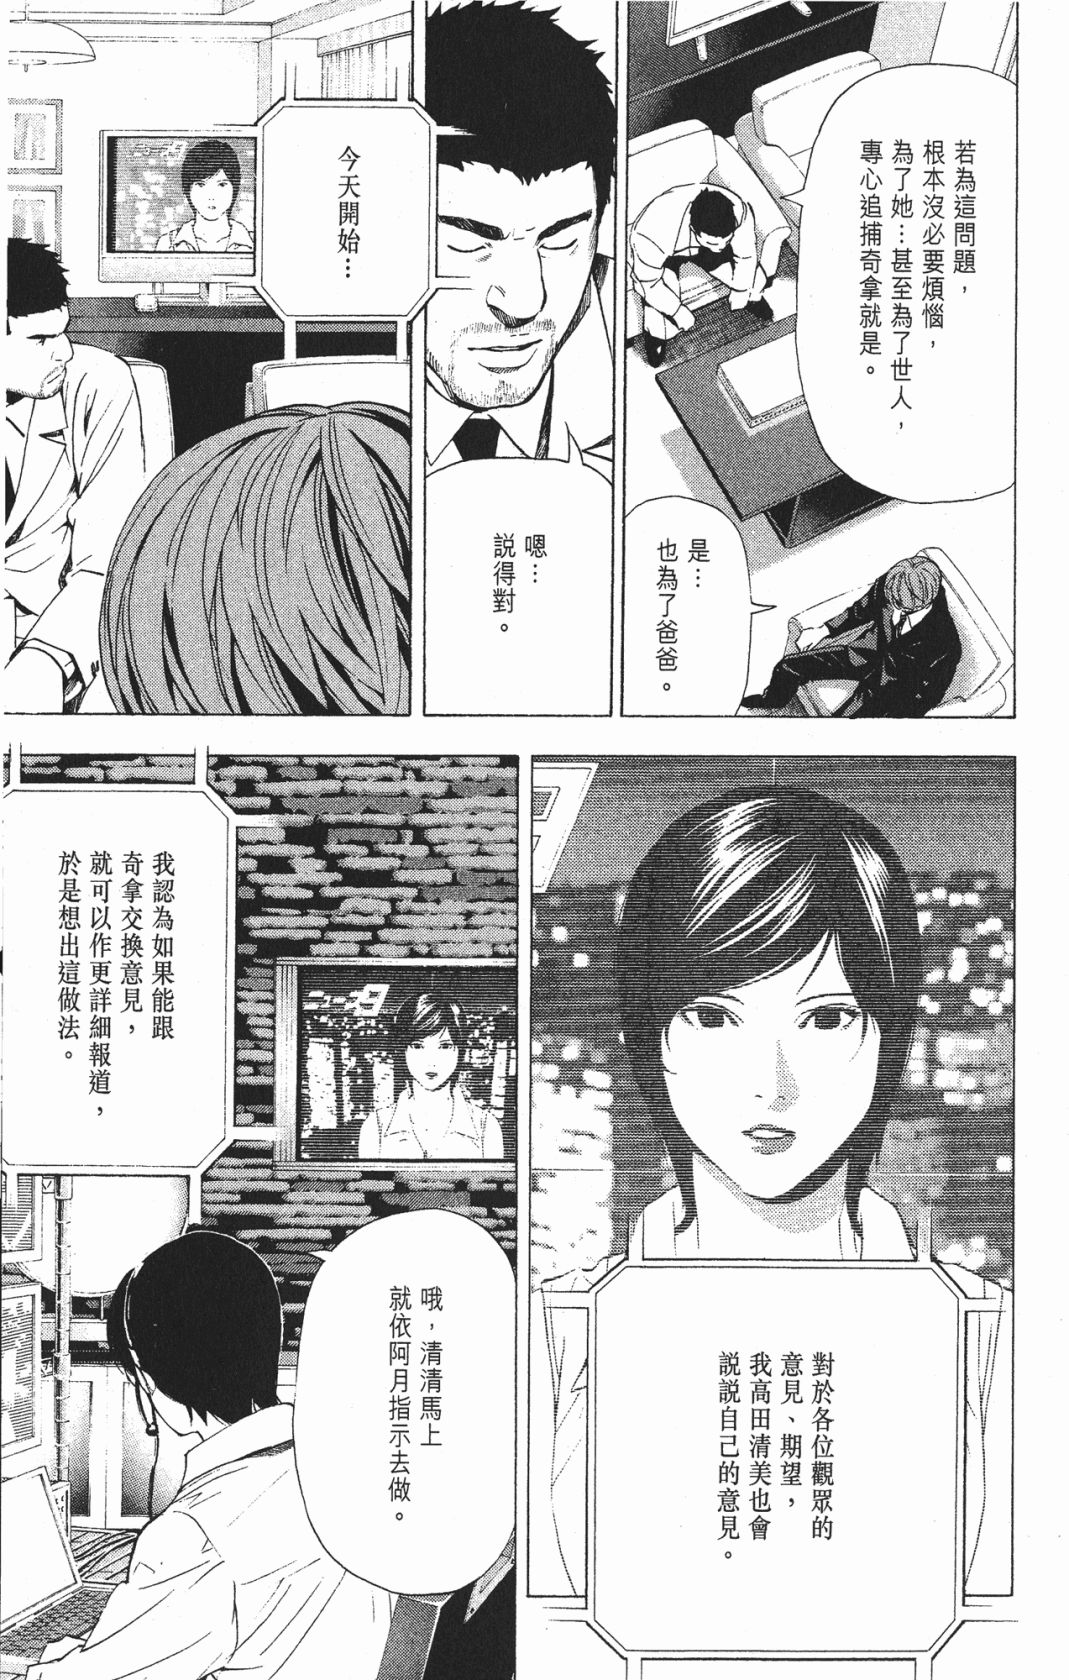 若為這問題，
根本沒必要煩惱，
為了她…甚至為了世人，
專心追捕奇拿就是。
是…
也為了爸爸。
嗯…
說得對。
今天開始…
對於各位觀眾的
意見、期望，
我高田清美也會
說說自己的意見。
我認為如果能跟
奇拿交換意見，
就可以作更詳細報道，
於是想出這做法。
哦，清清馬上
就依阿月指示去做。